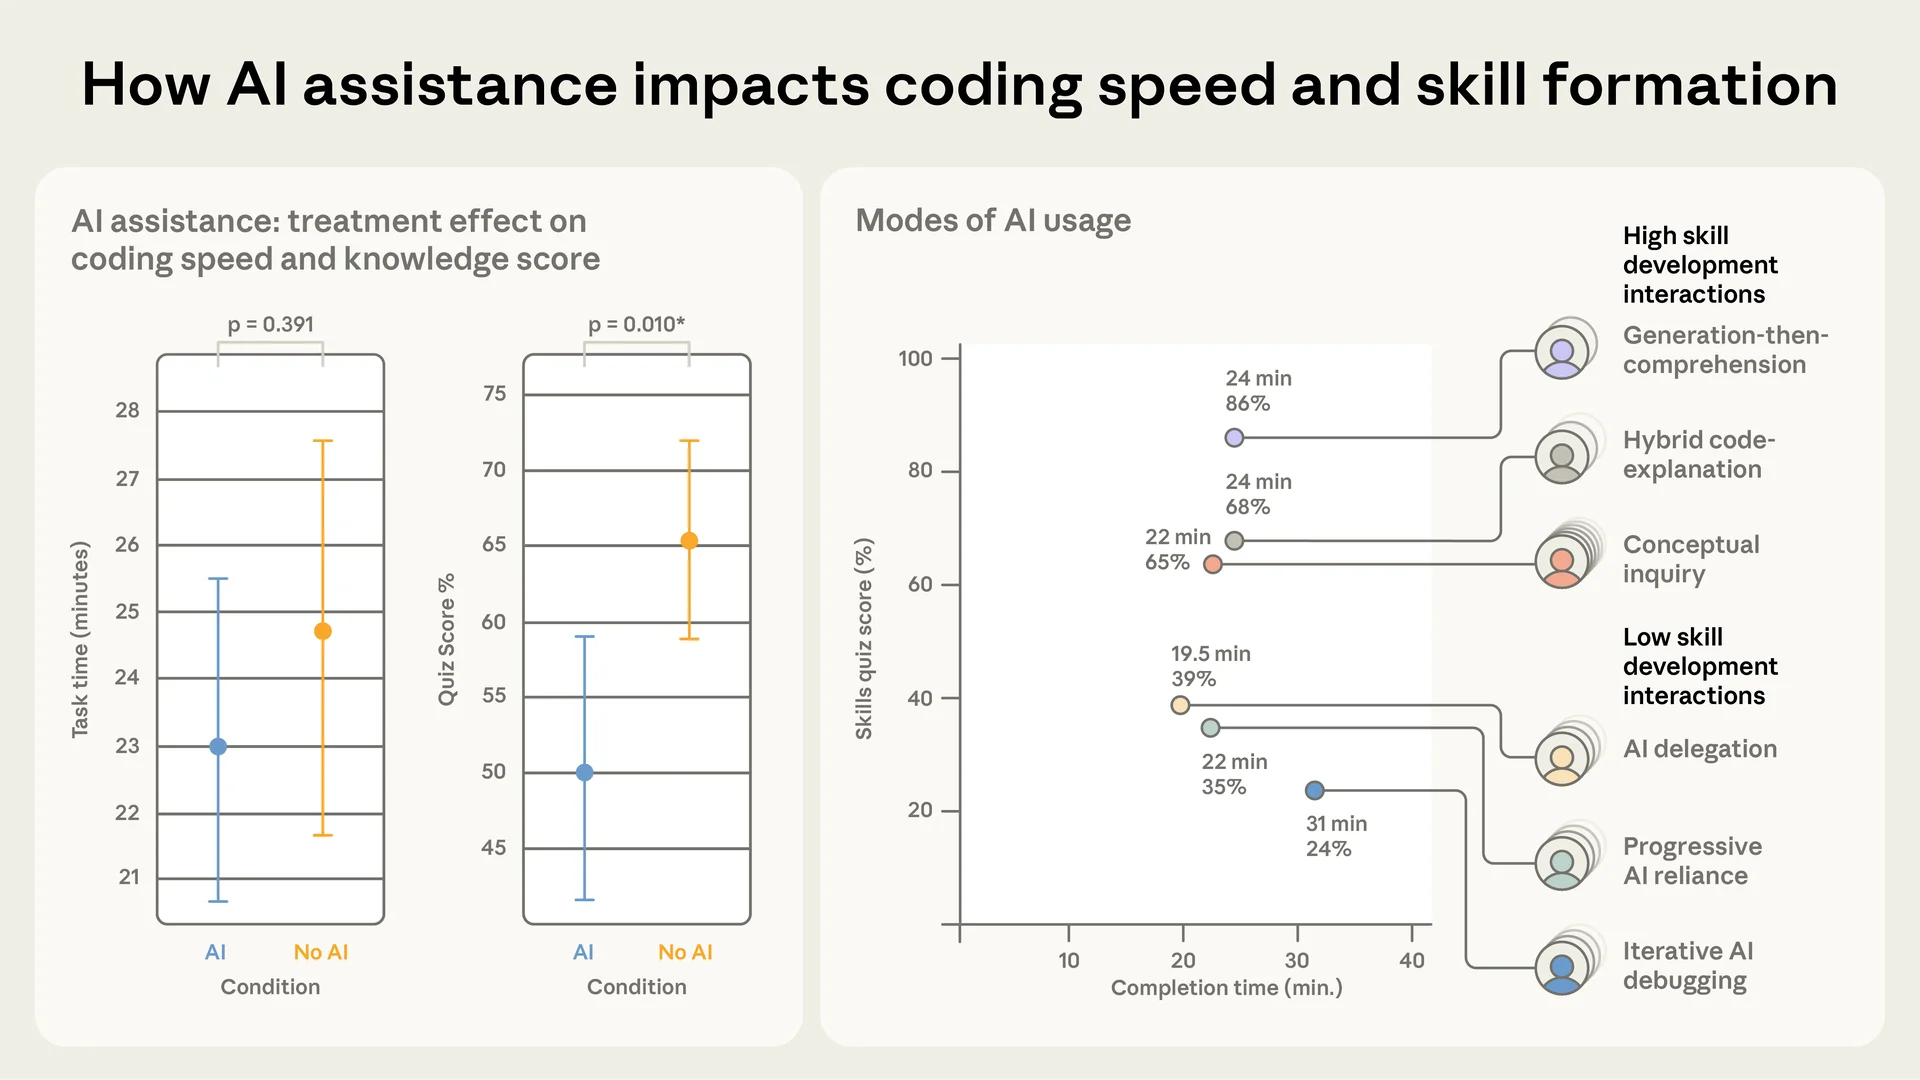 How AI assistance impacts coding speed and skill formation
AI assistance: treatment effect on
coding speed and knowledge score
p = 0.391
28
27
26
25
24
23
22
21
Task time (minutes)
AI
No AI
Condition
p = 0.010*
75
70
65
60
55
50
45
Quiz Score %
AI
No AI
Condition
Modes of AI usage
100
80
60
40
20
Skills quiz score (%)
24 min
86%
24 min
68%
22 min
65%
19.5 min
39%
22 min
35%
31 min
24%
10
20
30
40
Completion time (min.)
High skill
development
interactions
Generation-then-
comprehension
Hybrid code-
explanation
Conceptual
inquiry
Low skill
development
interactions
AI delegation
Progressive
AI reliance
Iterative AI
debugging